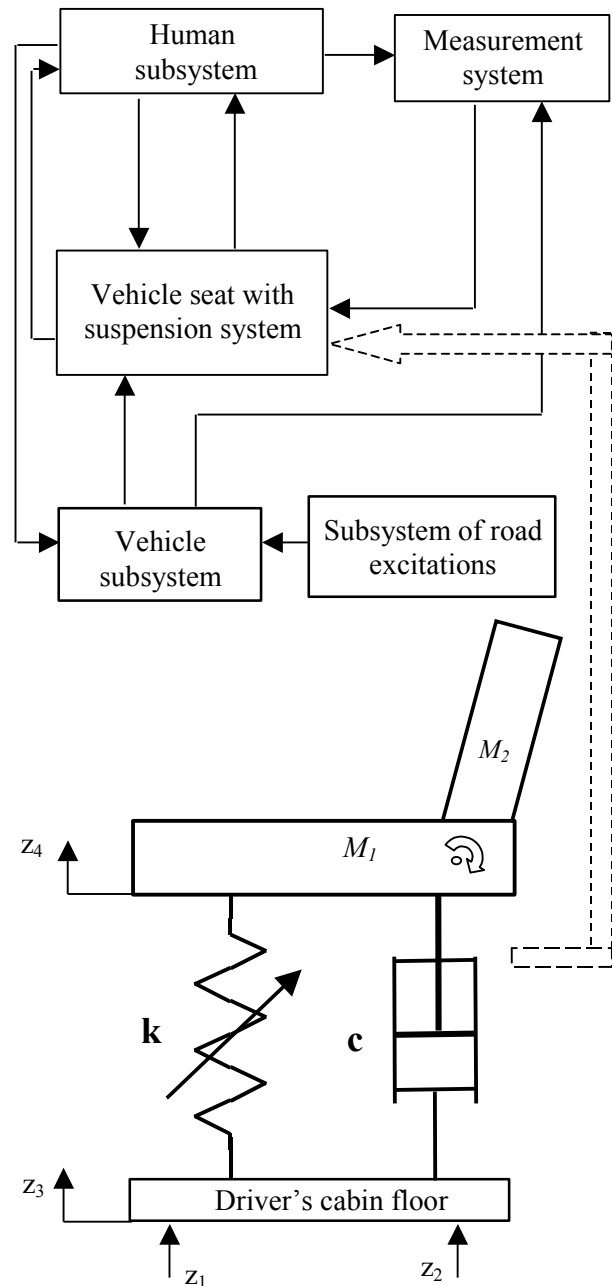 Human
subsystem
Measurement
system
Vehicle seat with
suspension system
Vehicle
subsystem
Subsystem of road
excitations
M2
z4
M1
k
c
z3
Driver's cabin floor
z1
z2